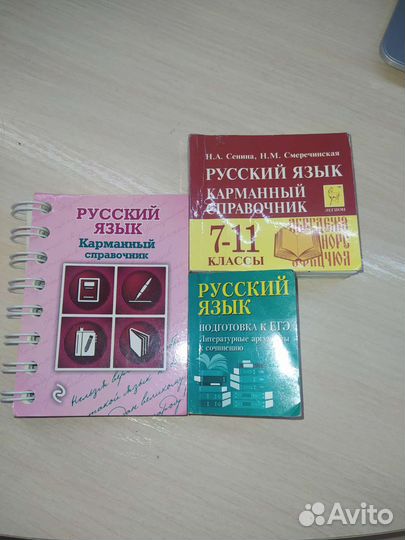 Н.А. Сенина, Н.М. Смеречинская
РУССКИЙ ЯЗЫК
КАРМАННЫЙ
СПРАВОЧНИК
ЛЕГИОН
7-11
КЛАССЫ
РУССКИЙ
ЯЗЫК
Карманный
справочник
РУССКИЙ
ЯЗЫК
ПОДГОТОВКА К ЕГЭ
Литературные аргументы
к сочинению
Avito